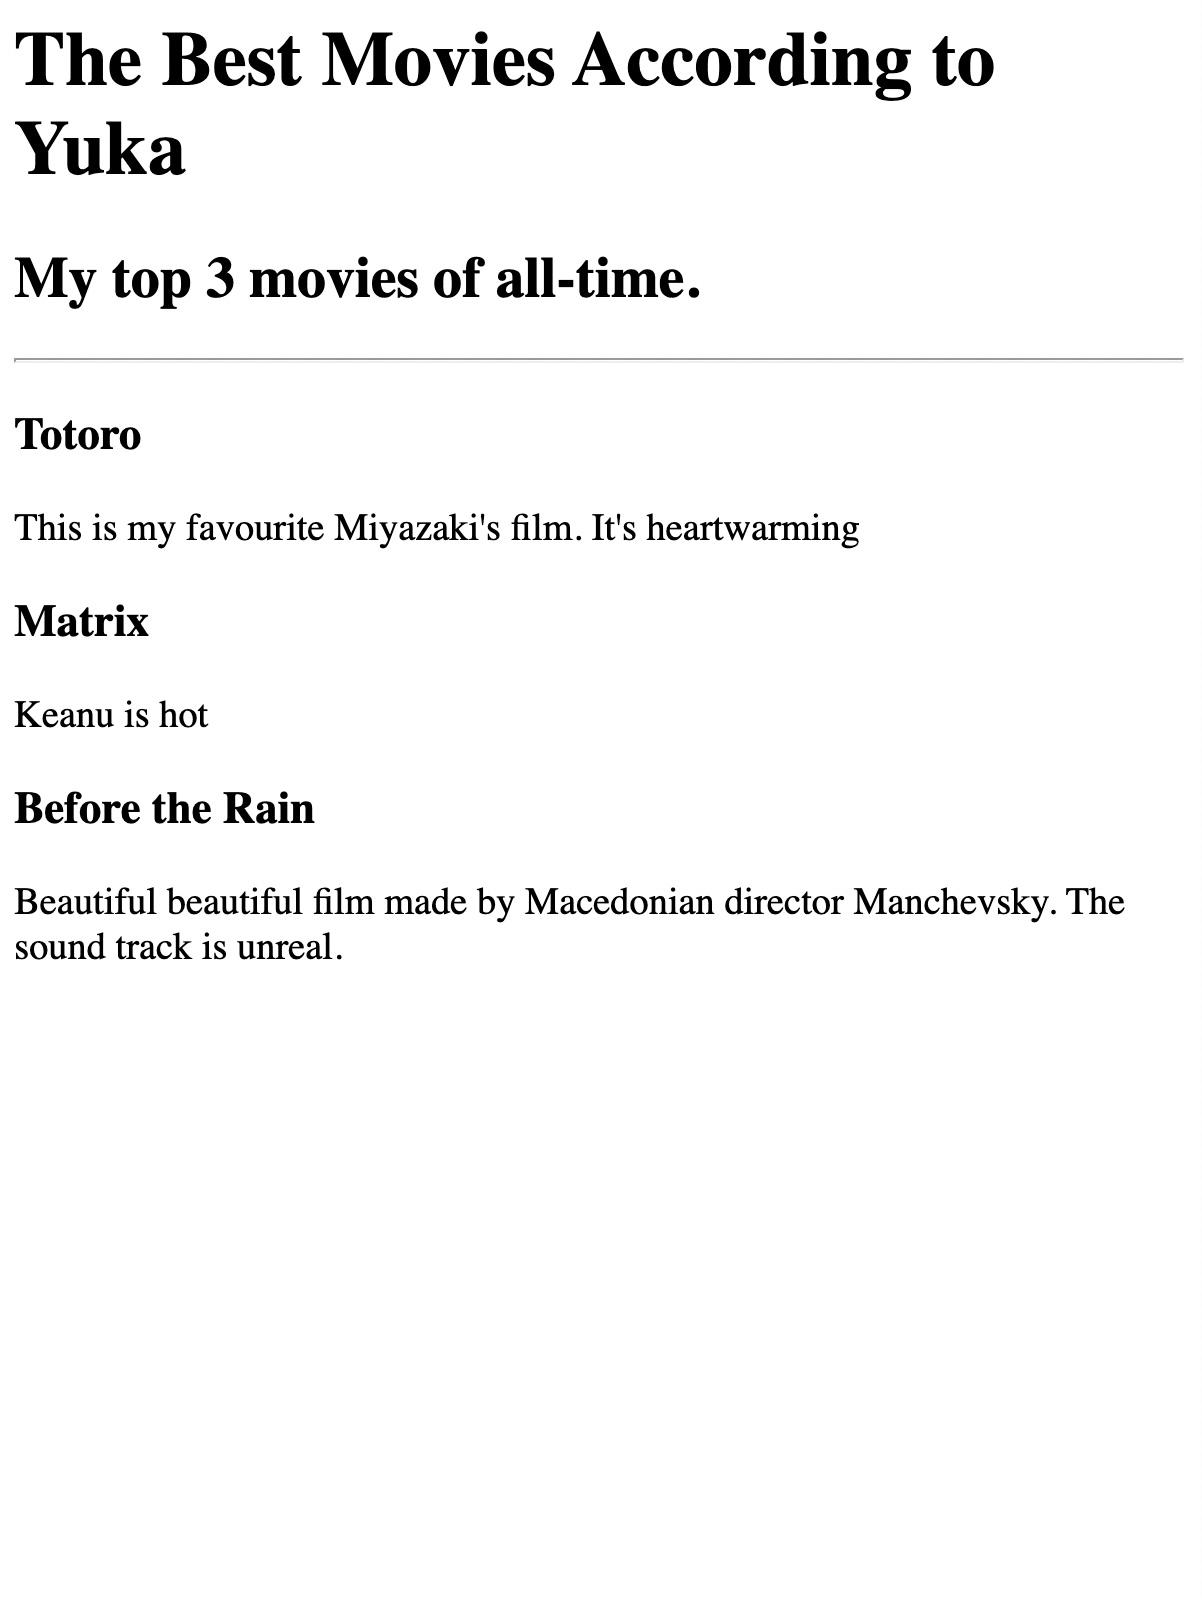 The Best Movies According to
Yuka
My top 3 movies of all-time.
Totoro
This is my favourite Miyazaki's film. It's heartwarming
Matrix
Keanu is hot
Before the Rain
Beautiful beautiful film made by Macedonian director Manchevsky. The
sound track is unreal.